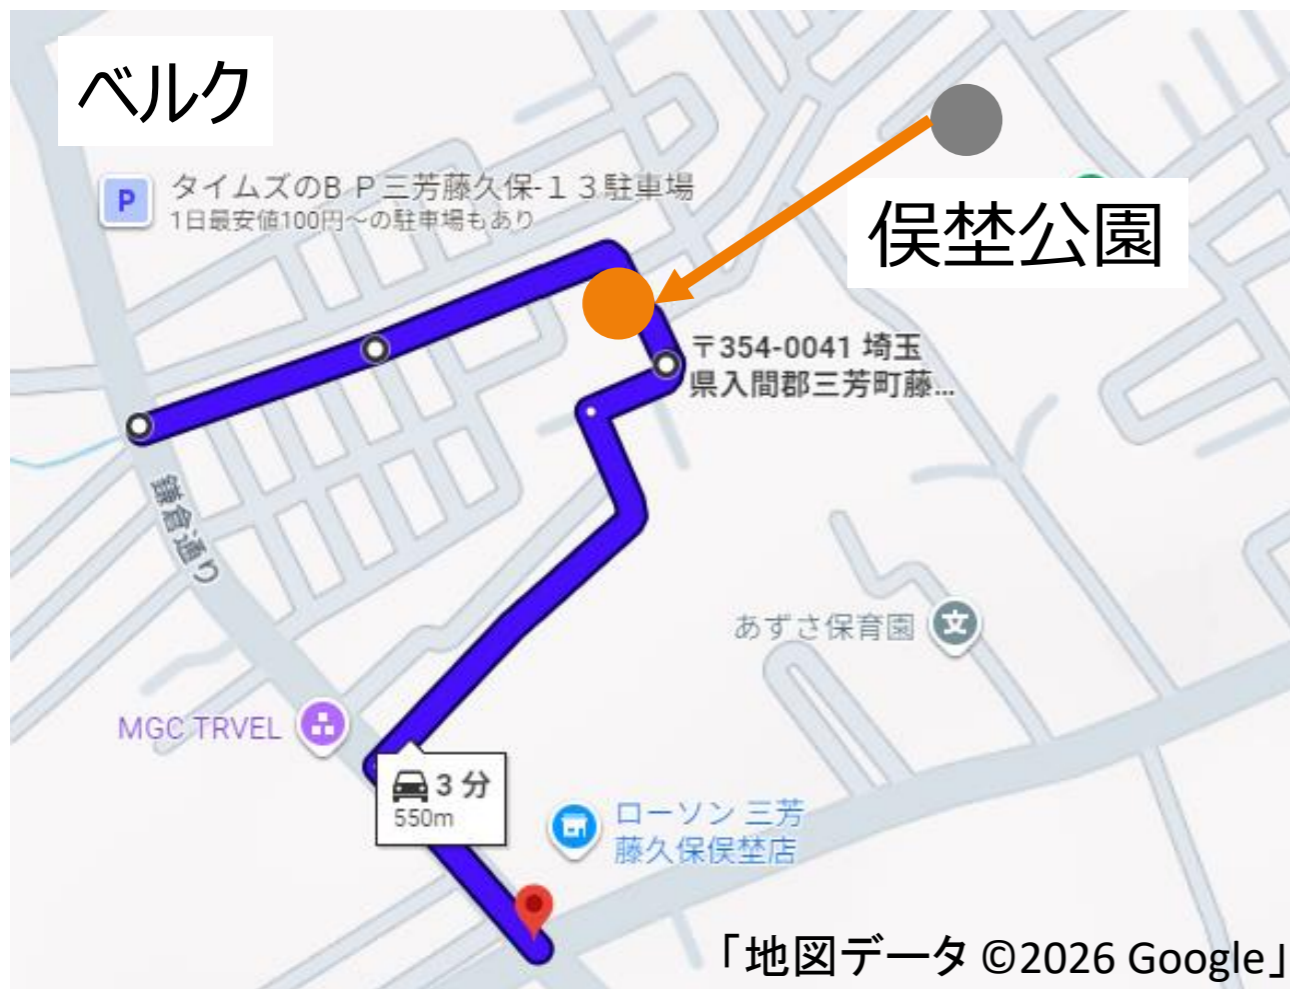 ベルク
P
タイムズのB P三芳藤久保-13駐車場
1日最安値100円～の駐車場もあり
俣埜公園
〒354-0041 埼玉
県入間郡三芳町藤...
鎌倉通り
あずさ保育園
文
MGC TRVEL
3 分
550m
ローソン 三芳
藤久保俣埜店
「地図データ ©2026 Google」